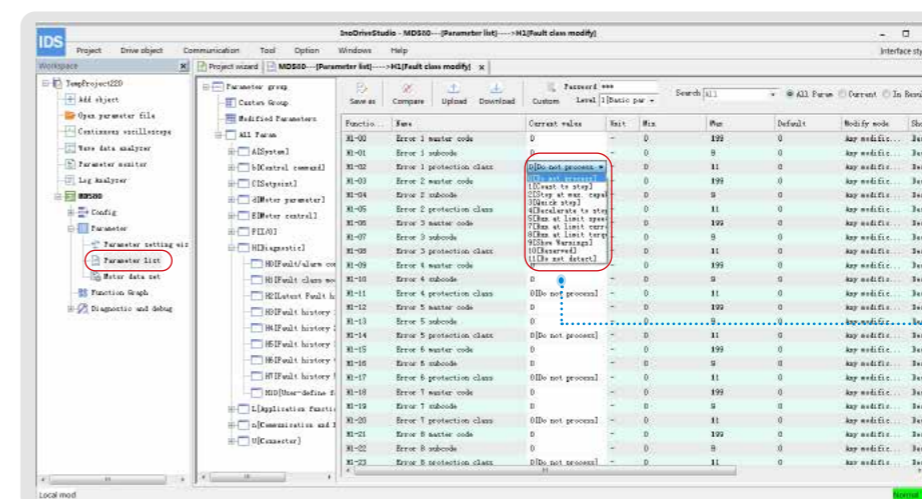 InoDriveStudio - MD880---[Parameter list]---->H1[Fault class modify]
IDS
Project Drive object Communication Tool Option Windows Help
Interface sty
Workspace
Project wizard MD880---[Parameter list]---->H1[Fault class modify]
TempProject220
Add object
Open parameter file
Continuous oscilloscope
Wave data analyzer
Parameter monitor
Log Analyzer
MD880
Config
Parameter
Parameter setting wiz
Parameter List
Motor data set
Function Graph
Diagnostic and debug
Parameter group
Custom Group
Modified Parameters
All Param
A[System]
b[Control command]
C[Setpoint]
d[Motor parameter]
E[Motor control]
F[I/O]
H[Diagnostic]
H0[Fault/alarm co
H1[Fault class mo
H2[Latest Fault h
H3[Fault history
H4[Fault history
H5[Fault history
H6[Fault history
H7[Fault history
H10[User-define f
L[Application functi
n[Communication and
U[Connector]
Save as Compare Upload Download Custom
Password ***
Level 1[Basic par
Search all
All Param Current In Resul
Functio... Name Current value Unit Min Max Default Modify mode
H1-00 Error 1 master code 0 - 0 199 0 Any modific...
H1-01 Error 1 subcode 0 - 0 9 0 Any modific...
H1-02 Error 1 protection class 0[Do not process - 0 11 0 Any modific...
H1-03 Error 2 master code - 0 199 0 Any modific...
H1-04 Error 2 subcode - 0 9 0 Any modific...
H1-05 Error 2 protection class - 0 11 0 Any modific...
H1-06 Error 3 master code - 0 199 0 Any modific...
H1-07 Error 3 subcode - 0 9 0 Any modific...
H1-08 Error 3 protection class - 0 11 0 Any modific...
H1-09 Error 4 master code - 0 199 0 Any modific...
H1-10 Error 4 subcode 0 - 0 9 0 Any modific...
H1-11 Error 4 protection class 0[Do not process] - 0 11 0 Any modific...
H1-12 Error 5 master code 0 - 0 199 0 Any modific...
H1-13 Error 5 subcode 0 - 0 9 0 Any modific...
H1-14 Error 5 protection class 0[Do not process] - 0 11 0 Any modific...
H1-15 Error 6 master code 0 - 0 199 0 Any modific...
H1-16 Error 6 subcode 0 - 0 9 0 Any modific...
H1-17 Error 6 protection class 0[Do not process] - 0 11 0 Any modific...
H1-18 Error 7 master code 0 - 0 199 0 Any modific...
H1-19 Error 7 subcode 0 - 0 9 0 Any modific...
H1-20 Error 7 protection class 0[Do not process] - 0 11 0 Any modific...
H1-21 Error 8 master code 0 - 0 199 0 Any modific...
H1-22 Error 8 subcode 0 - 0 9 0 Any modific...
H1-23 Error 8 protection class 0[Do not process] - 0 11 0 Any modific...
0[Do not process]
1[Coast to stop]
2[Stop at max. capab
3[Quick stop]
4[Decelerate to stop
5[Run at limit speed
7[Run at limit curre
8[Run at limit torq
9[Show Warnings]
10[Reserved]
11[Do not detect]
Local mod
Normal